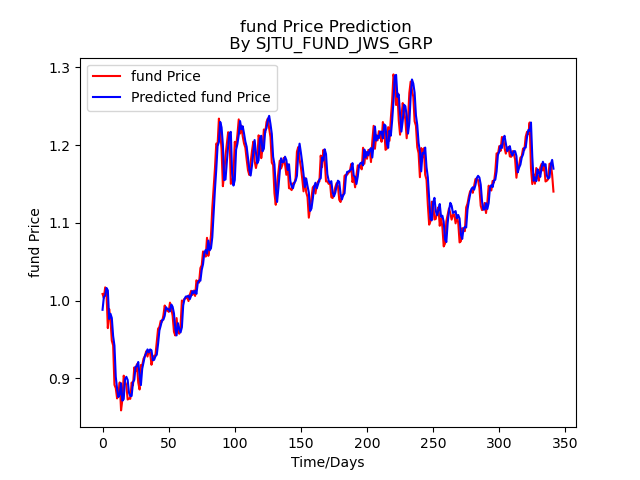 fund Price Prediction
By SJTU_FUND_JWS_GRP
fund Price
Predicted fund Price
1.3
1.2
1.1
1.0
0.9
fund Price
0 50 100 150 200 250 300 350
Time/Days